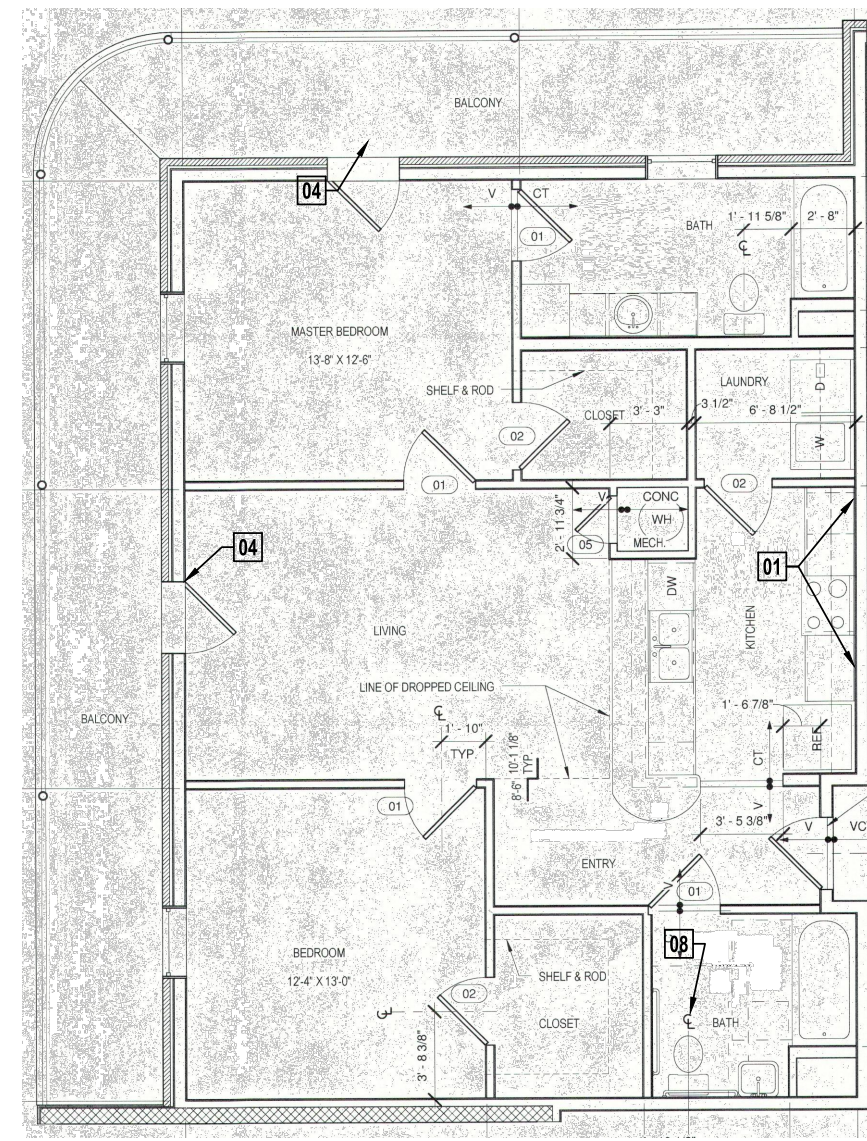 BALCONY
04
V
CT
01
BATH
1' - 11 5/8"
2' - 8"
℄
MASTER BEDROOM
13'-8" X 12'-6"
SHELF & ROD
CLOSET
3' - 3"
3 1/2"
LAUNDRY
6' - 8 1/2"
D
W
02
01
02
2' - 11 3/4"
V
CONC
WH
MECH.
05
04
01
DW
LIVING
KITCHEN
LINE OF DROPPED CEILING
1' - 6 7/8"
REF
BALCONY
℄
1' - 10"
TYP.
8'-6"
10'-1 1/8"
TYP
CT
V
01
3' - 5 3/8"
V
VC
ENTRY
V
01
BEDROOM
12'-4" X 13'-0"
08
SHELF & ROD
02
℄
CLOSET
℄
BATH
3' - 8 3/8"